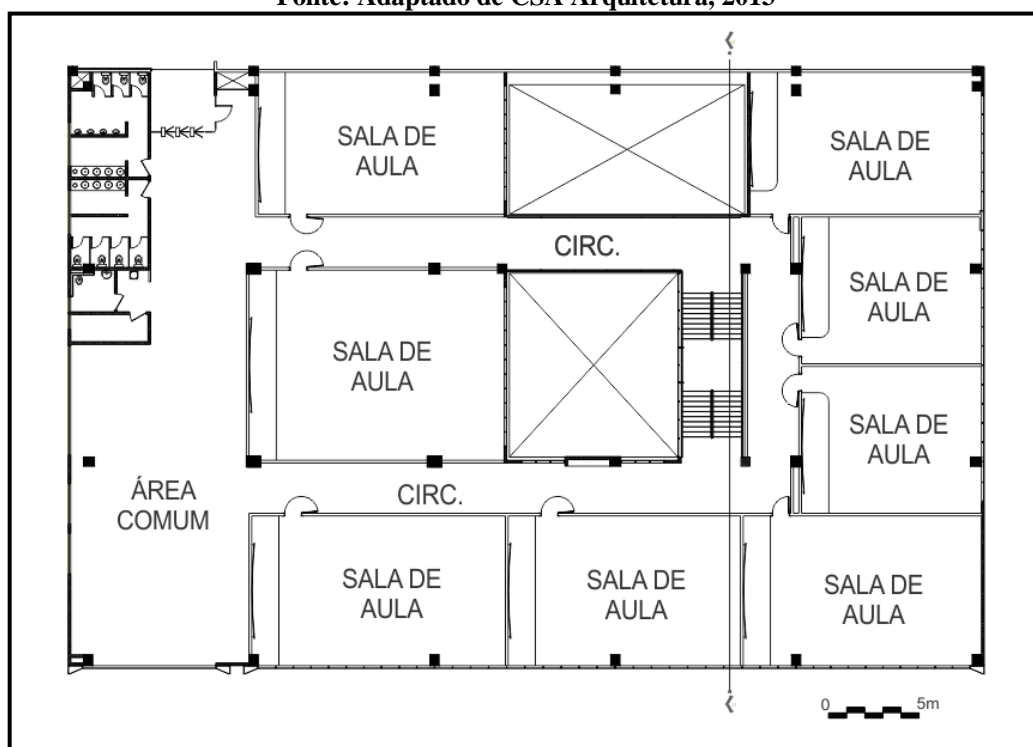 Fonte: Adaptado de CSA Arquitetura, 2015
SALA DE
AULA
SALA DE
AULA
CIRC.
SALA DE
AULA
SALA DE
AULA
SALA DE
AULA
ÁREA
COMUM
CIRC.
SALA DE
AULA
SALA DE
AULA
SALA DE
AULA
0 5m